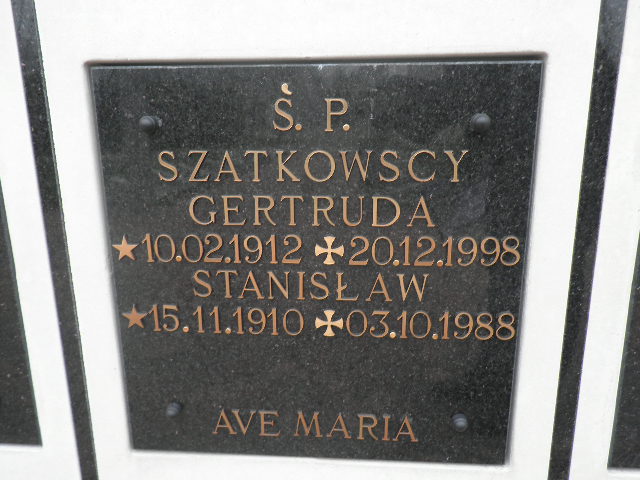 Ś. P.
SZATKOWSCY
GERTRUDA
★10.02.1912 ✠20.12.1998
STANISŁAW
★15.11.1910 ✠03.10.1988
AVE MARIA